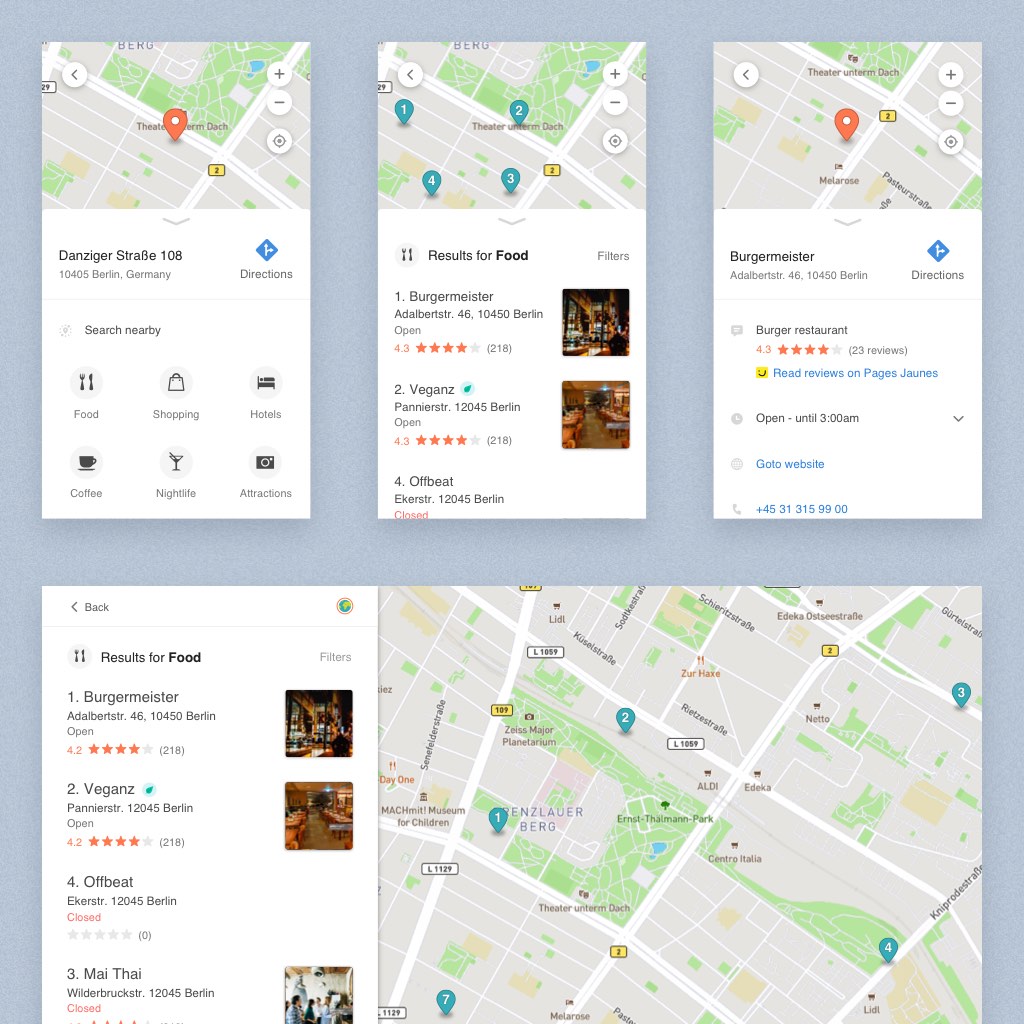 BERG
29
Theater unterm Dach
2
Danziger Straße 108
10405 Berlin, Germany
Directions
Search nearby
Food
Shopping
Hotels
Coffee
Nightlife
Attractions
BERG
29
1
2
Theater unterm Dach
2
4
3
Results for Food
Filters
1. Burgermeister
Adalbertstr. 46, 10450 Berlin
Open
4.3 (218)
2. Veganz
Pannierstr. 12045 Berlin
Open
4.3 (218)
4. Offbeat
Ekerstr. 12045 Berlin
Closed
Theater unterm Dach
2
Melarose
Pasteurstraße
Burgermeister
Adalbertstr. 46, 10450 Berlin
Directions
Burger restaurant
4.3 (23 reviews)
Read reviews on Pages Jaunes
Open - until 3:00am
Goto website
+45 31 315 99 00
Back
Results for Food
Filters
1. Burgermeister
Adalbertstr. 46, 10450 Berlin
Open
4.2 (218)
2. Veganz
Pannierstr. 12045 Berlin
Open
4.2 (218)
4. Offbeat
Ekerstr. 12045 Berlin
Closed
(0)
3. Mai Thai
Wilderbruckstr. 12045 Berlin
Closed
Lidl
Schieritzstraße
Edeka Ostseestraße
Gürtelstraße
Küselstraße
L 1059
2
Zur Haxe
kiez
3
Senefelderstraße
109
2
Rietzestraße
Netto
Zeiss Major
Planetarium
L 1059
Day One
ALDI
Edeka
MACHmit! Museum
for Children
1
RENZLAUER
BERG
Ernst-Thälmann-Park
Centro Italia
L 1129
Kniprodestraße
Theater unterm Dach
2
4
7
L 1129
Melarose
Lidl